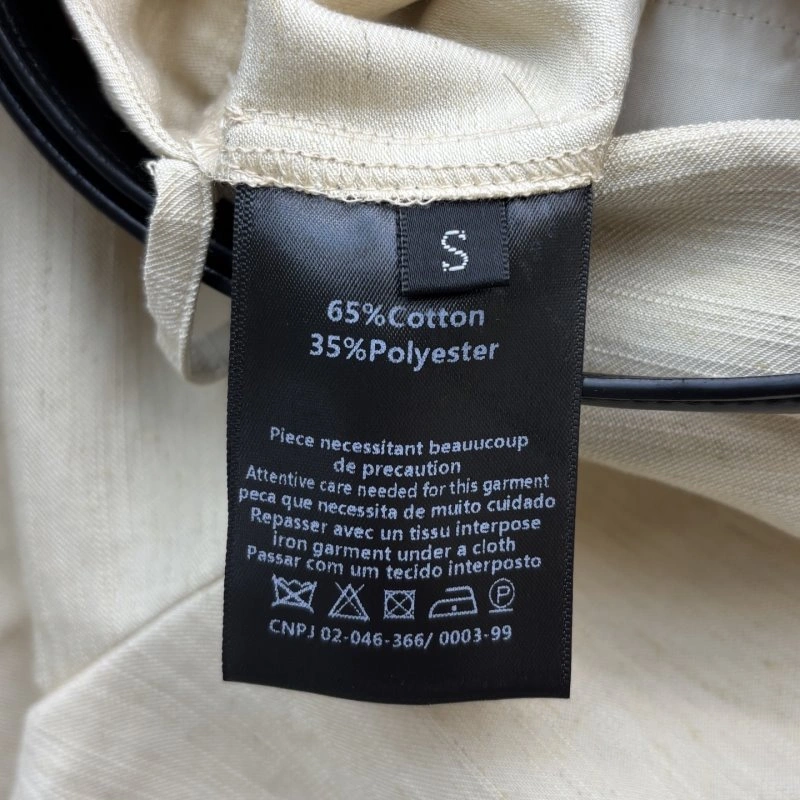 S
65%Cotton
35%Polyester
Piece necessitant beauucoup
de precaution
Attentive care needed for this garment
peca que necessita de muito cuidado
Repasser avec un tissu interpose
iron garment under a cloth
Passar com um tecido interposto
P
CNPJ 02-046-366/ 0003-99